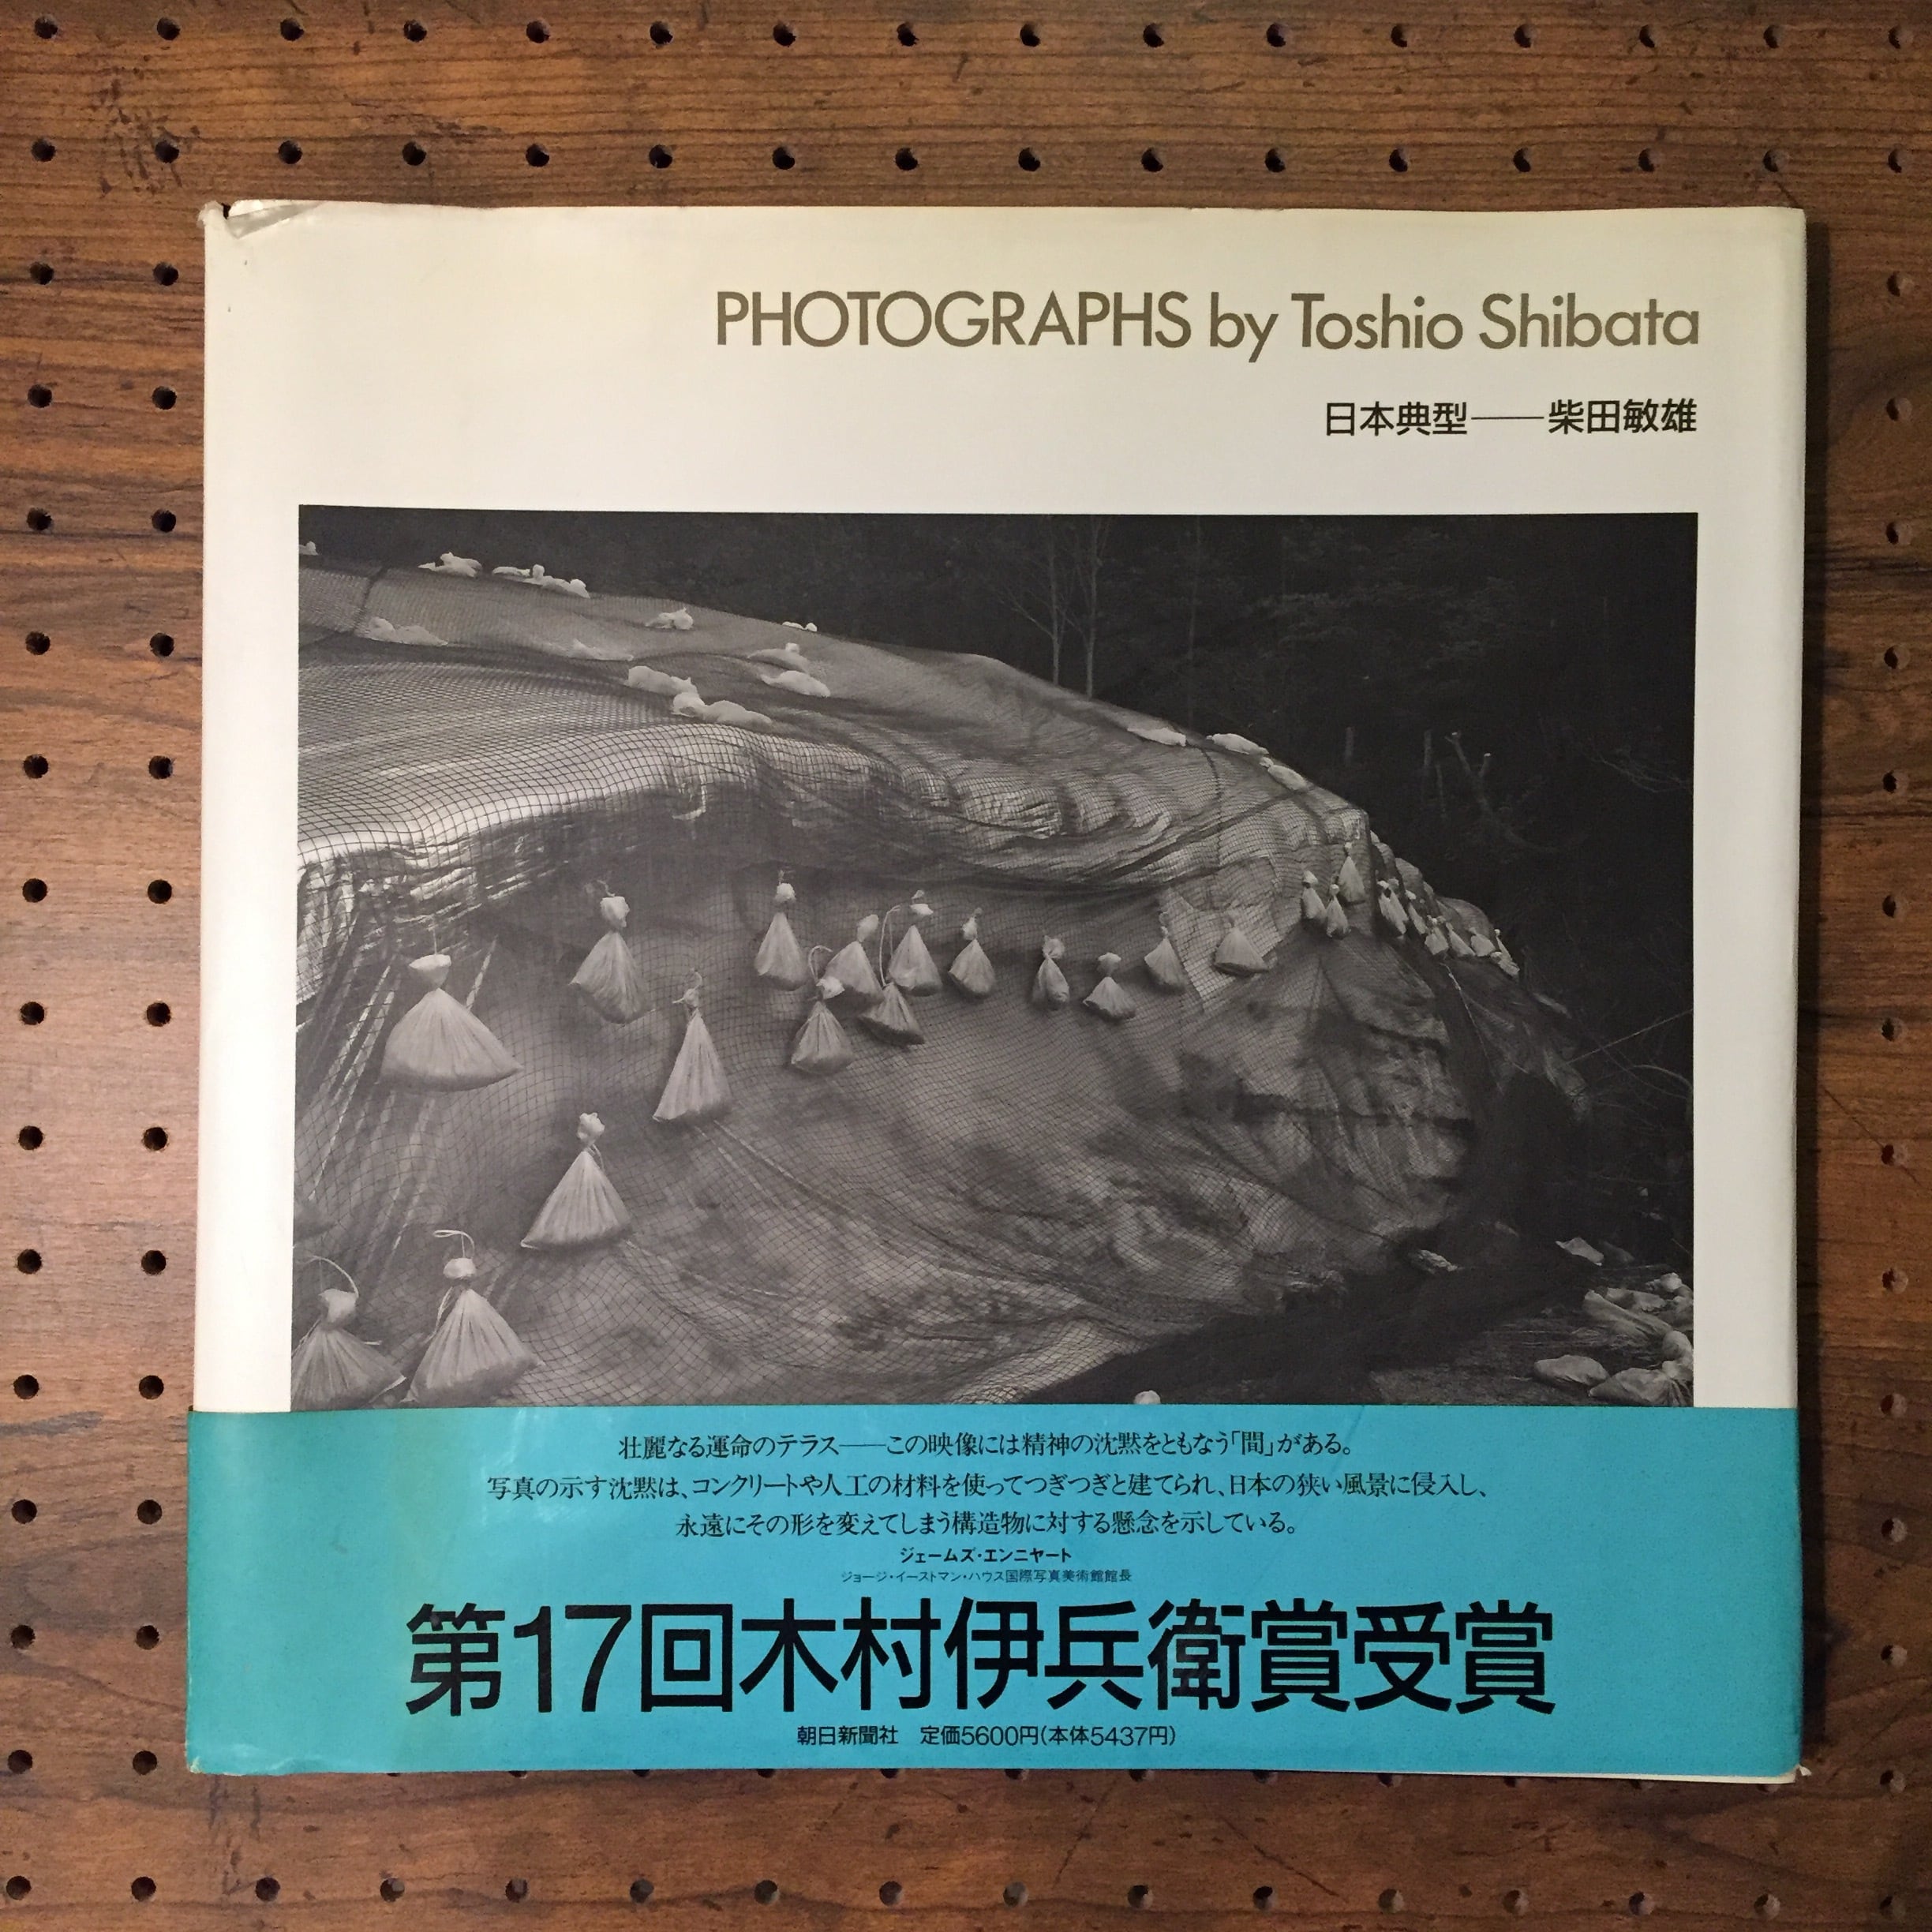 PHOTOGRAPHS by Toshio Shibata
日本典型——柴田敏雄
壮麗なる運命のテラス——この映像には精神の沈黙をともなう「間」がある。
写真の示す沈黙は、コンクリートや人工の材料を使ってつぎつぎと建てられ、日本の狭い風景に侵入し、
永遠にその形を変えてしまう構造物に対する懸念を示している。
ジェームズ・エンニヤート
ジョージ・イーストマン・ハウス国際写真美術館館長
第17回木村伊兵衛賞受賞
朝日新聞社 定価5600円(本体5437円)